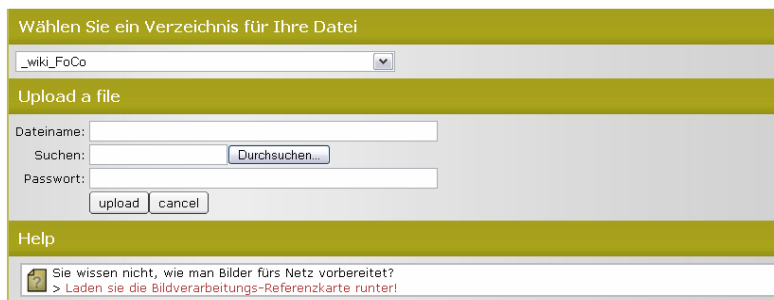 Wählen Sie ein Verzeichnis für Ihre Datei
_wiki_FoCo
Upload a file
Dateiname:
Suchen: Durchsuchen...
Passwort:
upload cancel
Help
Sie wissen nicht, wie man Bilder fürs Netz vorbereitet?
> Laden sie die Bildverarbeitungs-Referenzkarte runter!